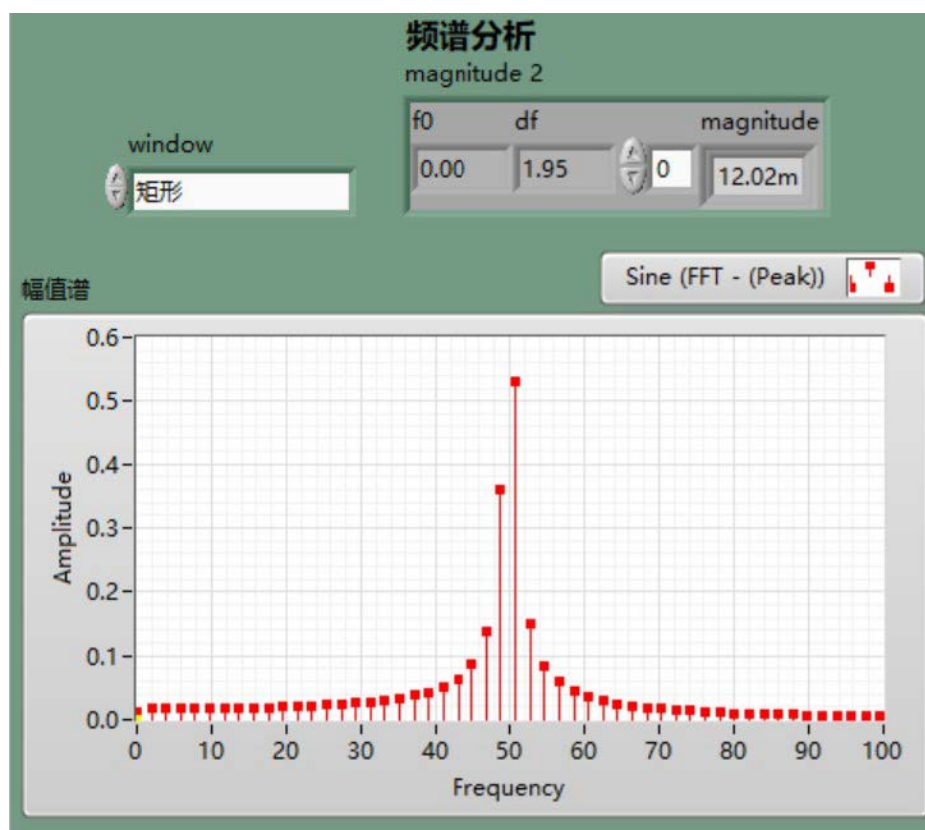 频谱分析
magnitude 2
f0 df magnitude
window
0.00 1.95 0 12.02m
矩形
Sine (FFT - (Peak))
幅值谱
0.6
0.5
0.4
0.3
0.2
0.1
0.0
Amplitude
0 10 20 30 40 50 60 70 80 90 100
Frequency